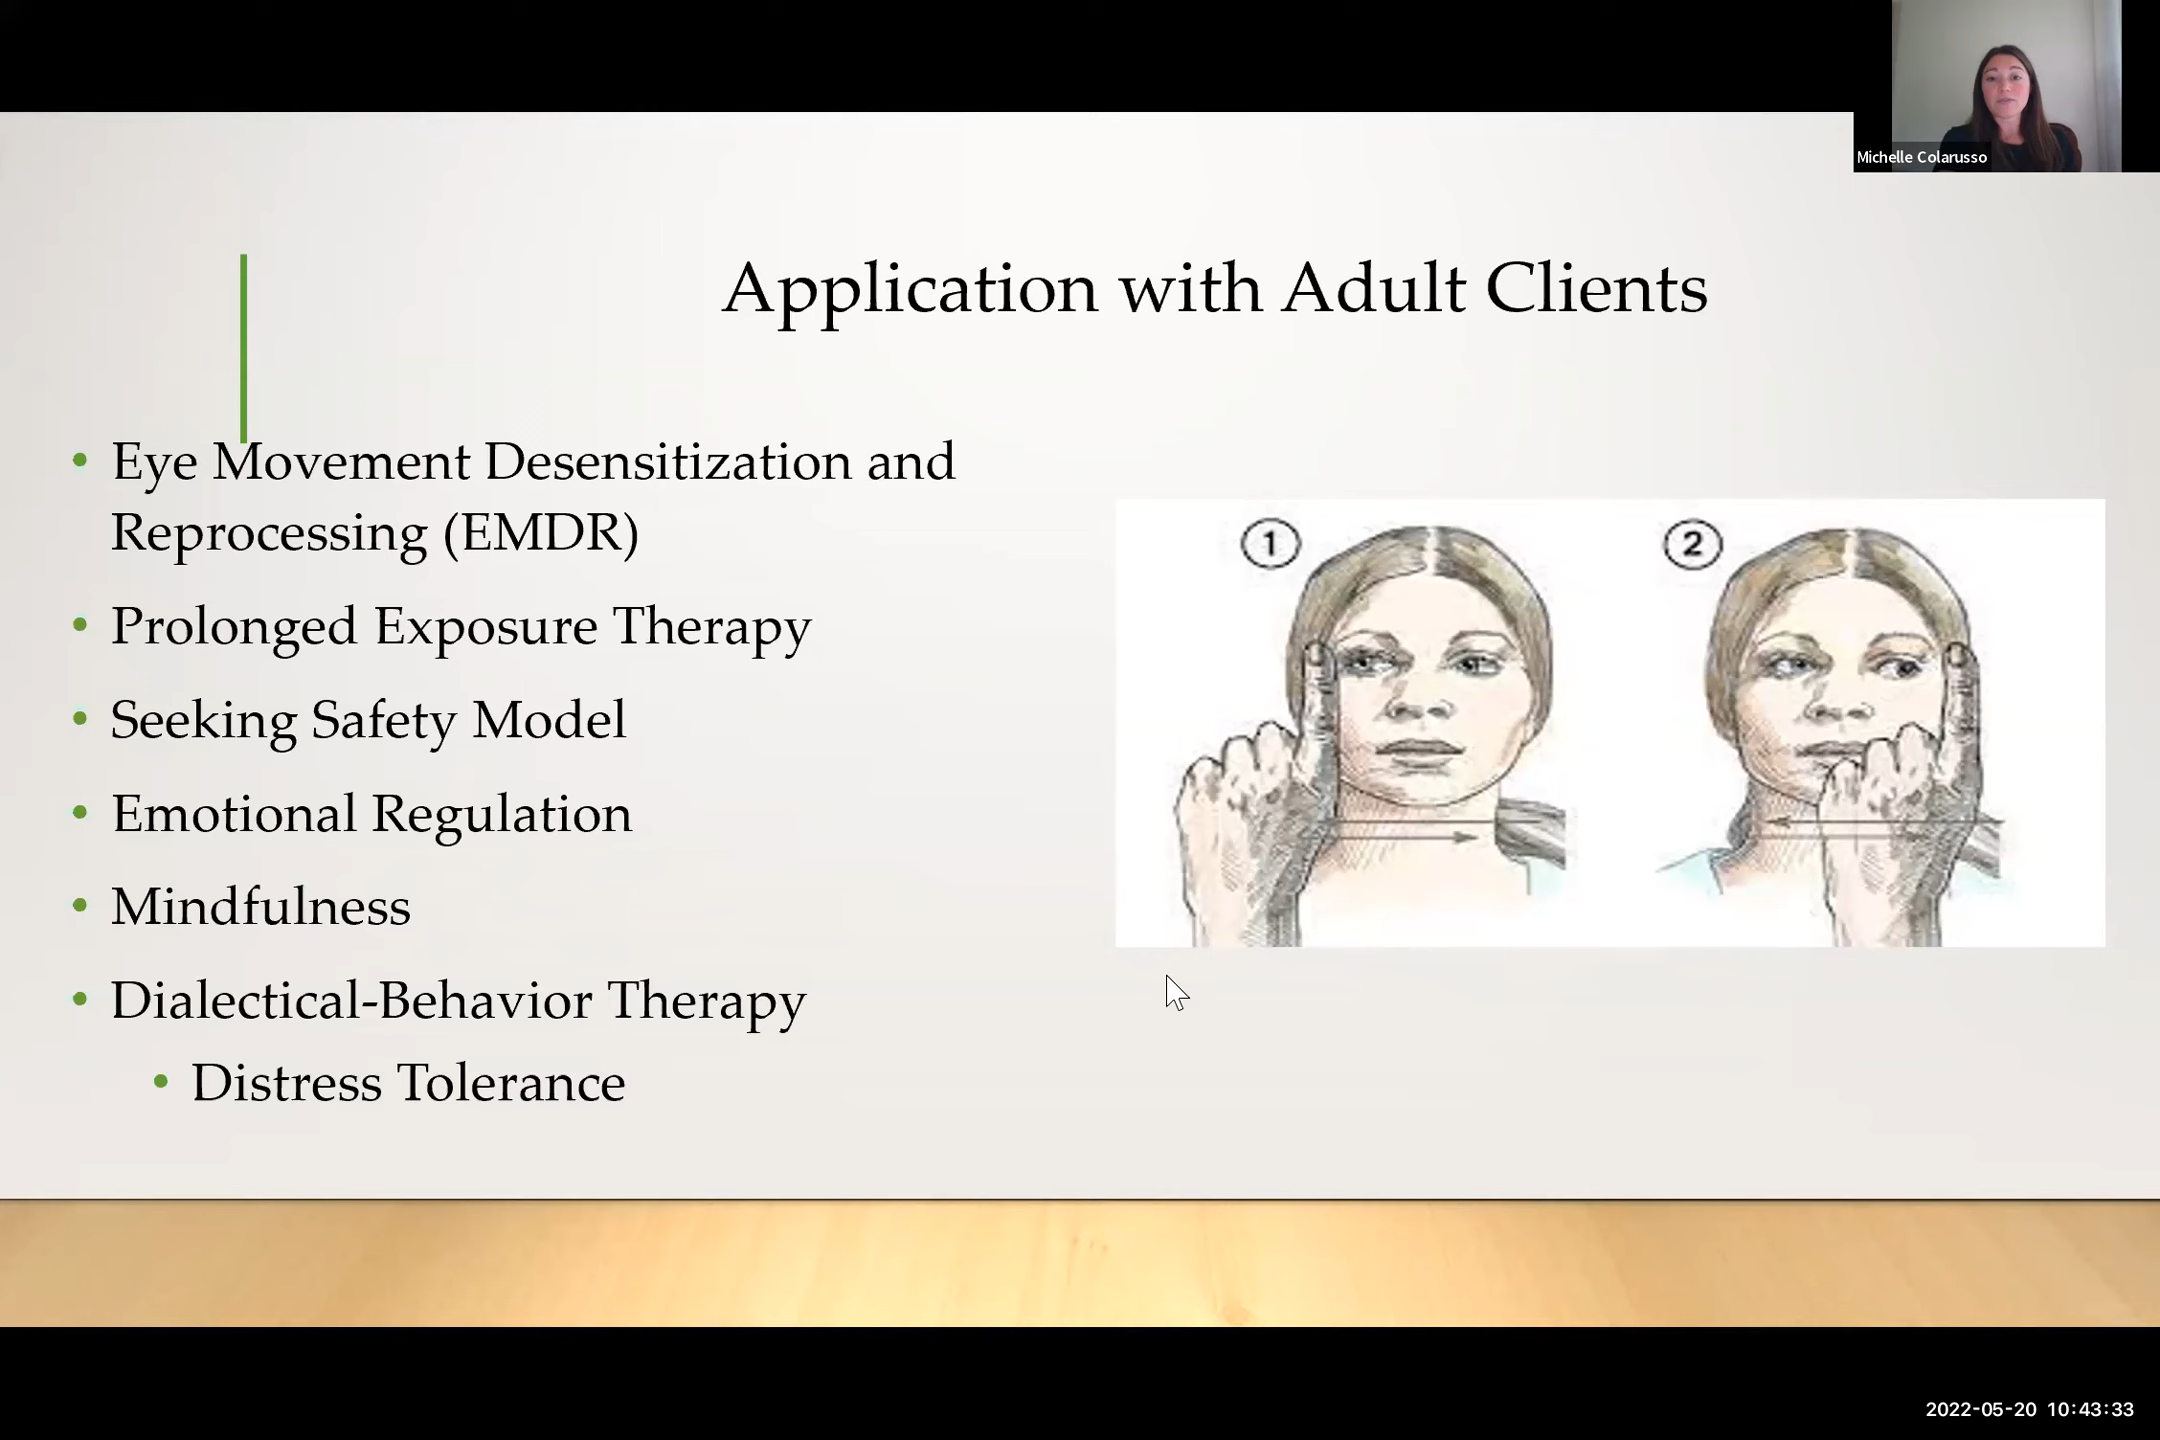 Michelle Colarusso
Application with Adult Clients
• Eye Movement Desensitization and
Reprocessing (EMDR)
• Prolonged Exposure Therapy
• Seeking Safety Model
• Emotional Regulation
• Mindfulness
• Dialectical-Behavior Therapy
• Distress Tolerance
1
2
2022-05-20 10:43:33